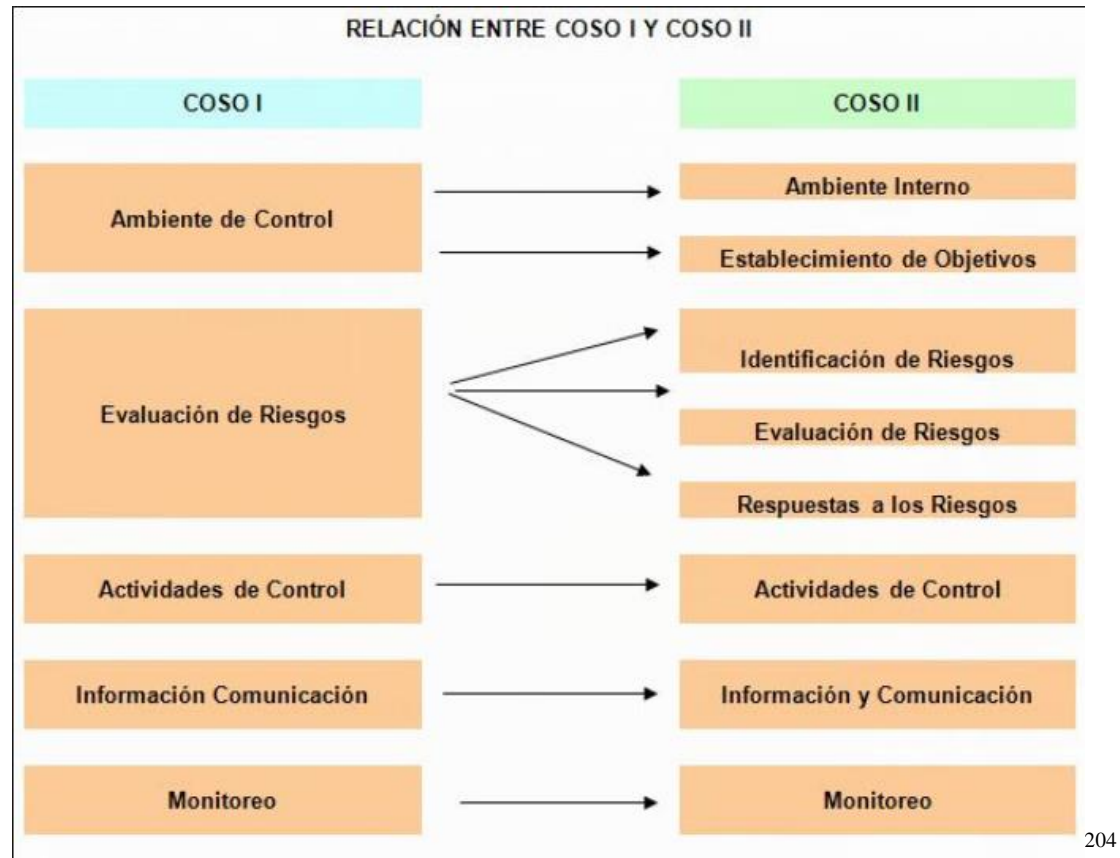 RELACIÓN ENTRE COSO I Y COSO II
COSO I
COSO II
Ambiente de Control
Ambiente Interno
Establecimiento de Objetivos
Evaluación de Riesgos
Identificación de Riesgos
Evaluación de Riesgos
Respuestas a los Riesgos
Actividades de Control
Actividades de Control
Información Comunicación
Información y Comunicación
Monitoreo
Monitoreo
204